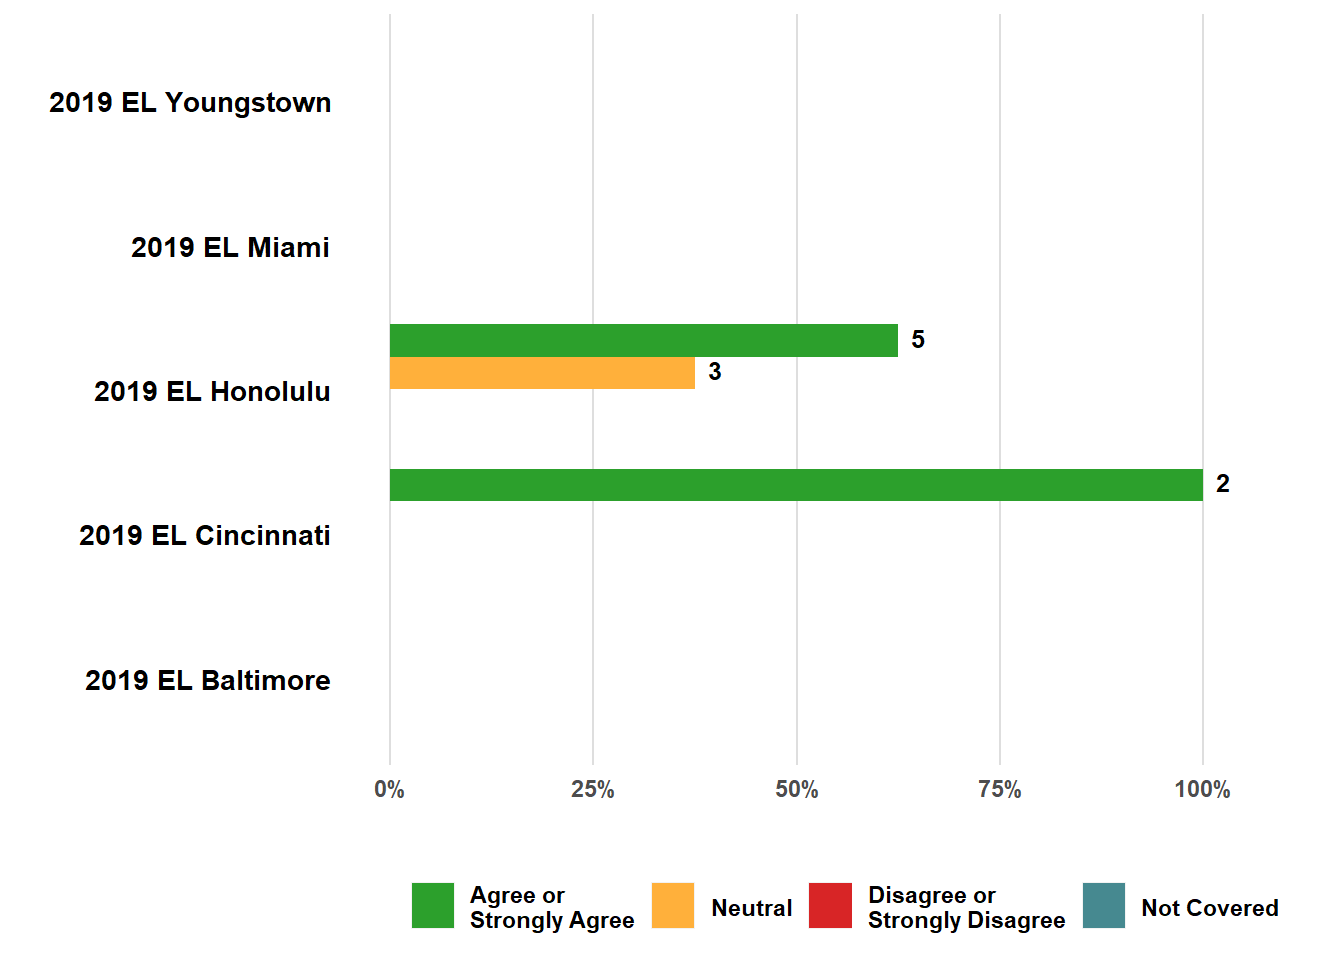 2019 EL Youngstown
2019 EL Miami
5
3
2019 EL Honolulu
2
2019 EL Cincinnati
2019 EL Baltimore
0% 25% 50% 75% 100%
Agree or
Strongly Agree
Neutral
Disagree or
Strongly Disagree
Not Covered